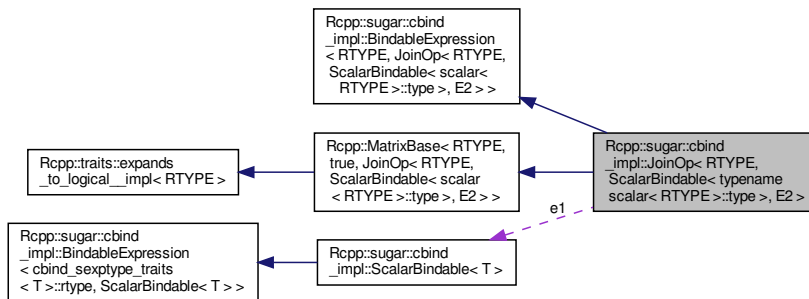 Rcpp::sugar::cbind
_impl::BindableExpression
< RTYPE, JoinOp< RTYPE,
ScalarBindable< scalar<
RTYPE >::type >, E2 > >
Rcpp::traits::expands
_to_logical__impl< RTYPE >
Rcpp::MatrixBase< RTYPE,
true, JoinOp< RTYPE,
ScalarBindable< scalar
< RTYPE >::type >, E2 > >
Rcpp::sugar::cbind
_impl::JoinOp< RTYPE,
ScalarBindable< typename
scalar< RTYPE >::type >, E2 >
e1
Rcpp::sugar::cbind
_impl::BindableExpression
< cbind_sexptype_traits
< T >::rtype, ScalarBindable< T > >
Rcpp::sugar::cbind
_impl::ScalarBindable< T >